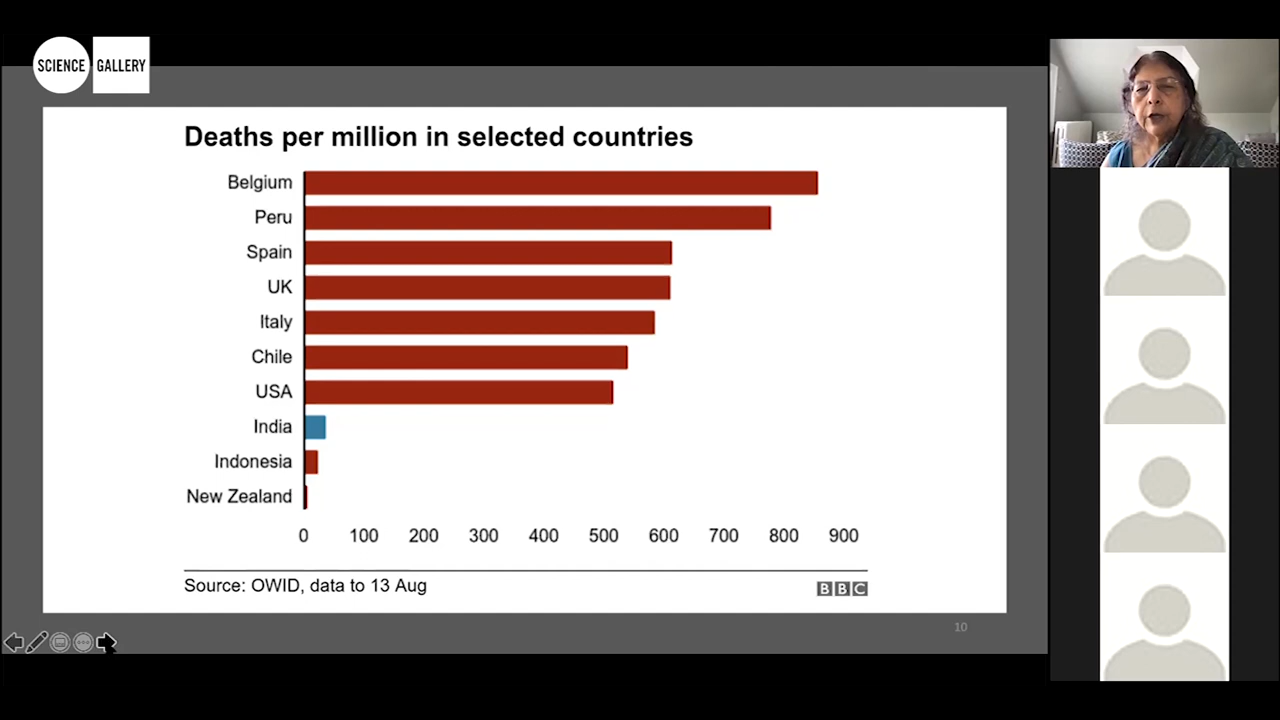 SCIENCE GALLERY
Deaths per million in selected countries
Belgium
Peru
Spain
UK
Italy
Chile
USA
India
Indonesia
New Zealand
0 100 200 300 400 500 600 700 800 900
Source: OWID, data to 13 Aug
BBC
10